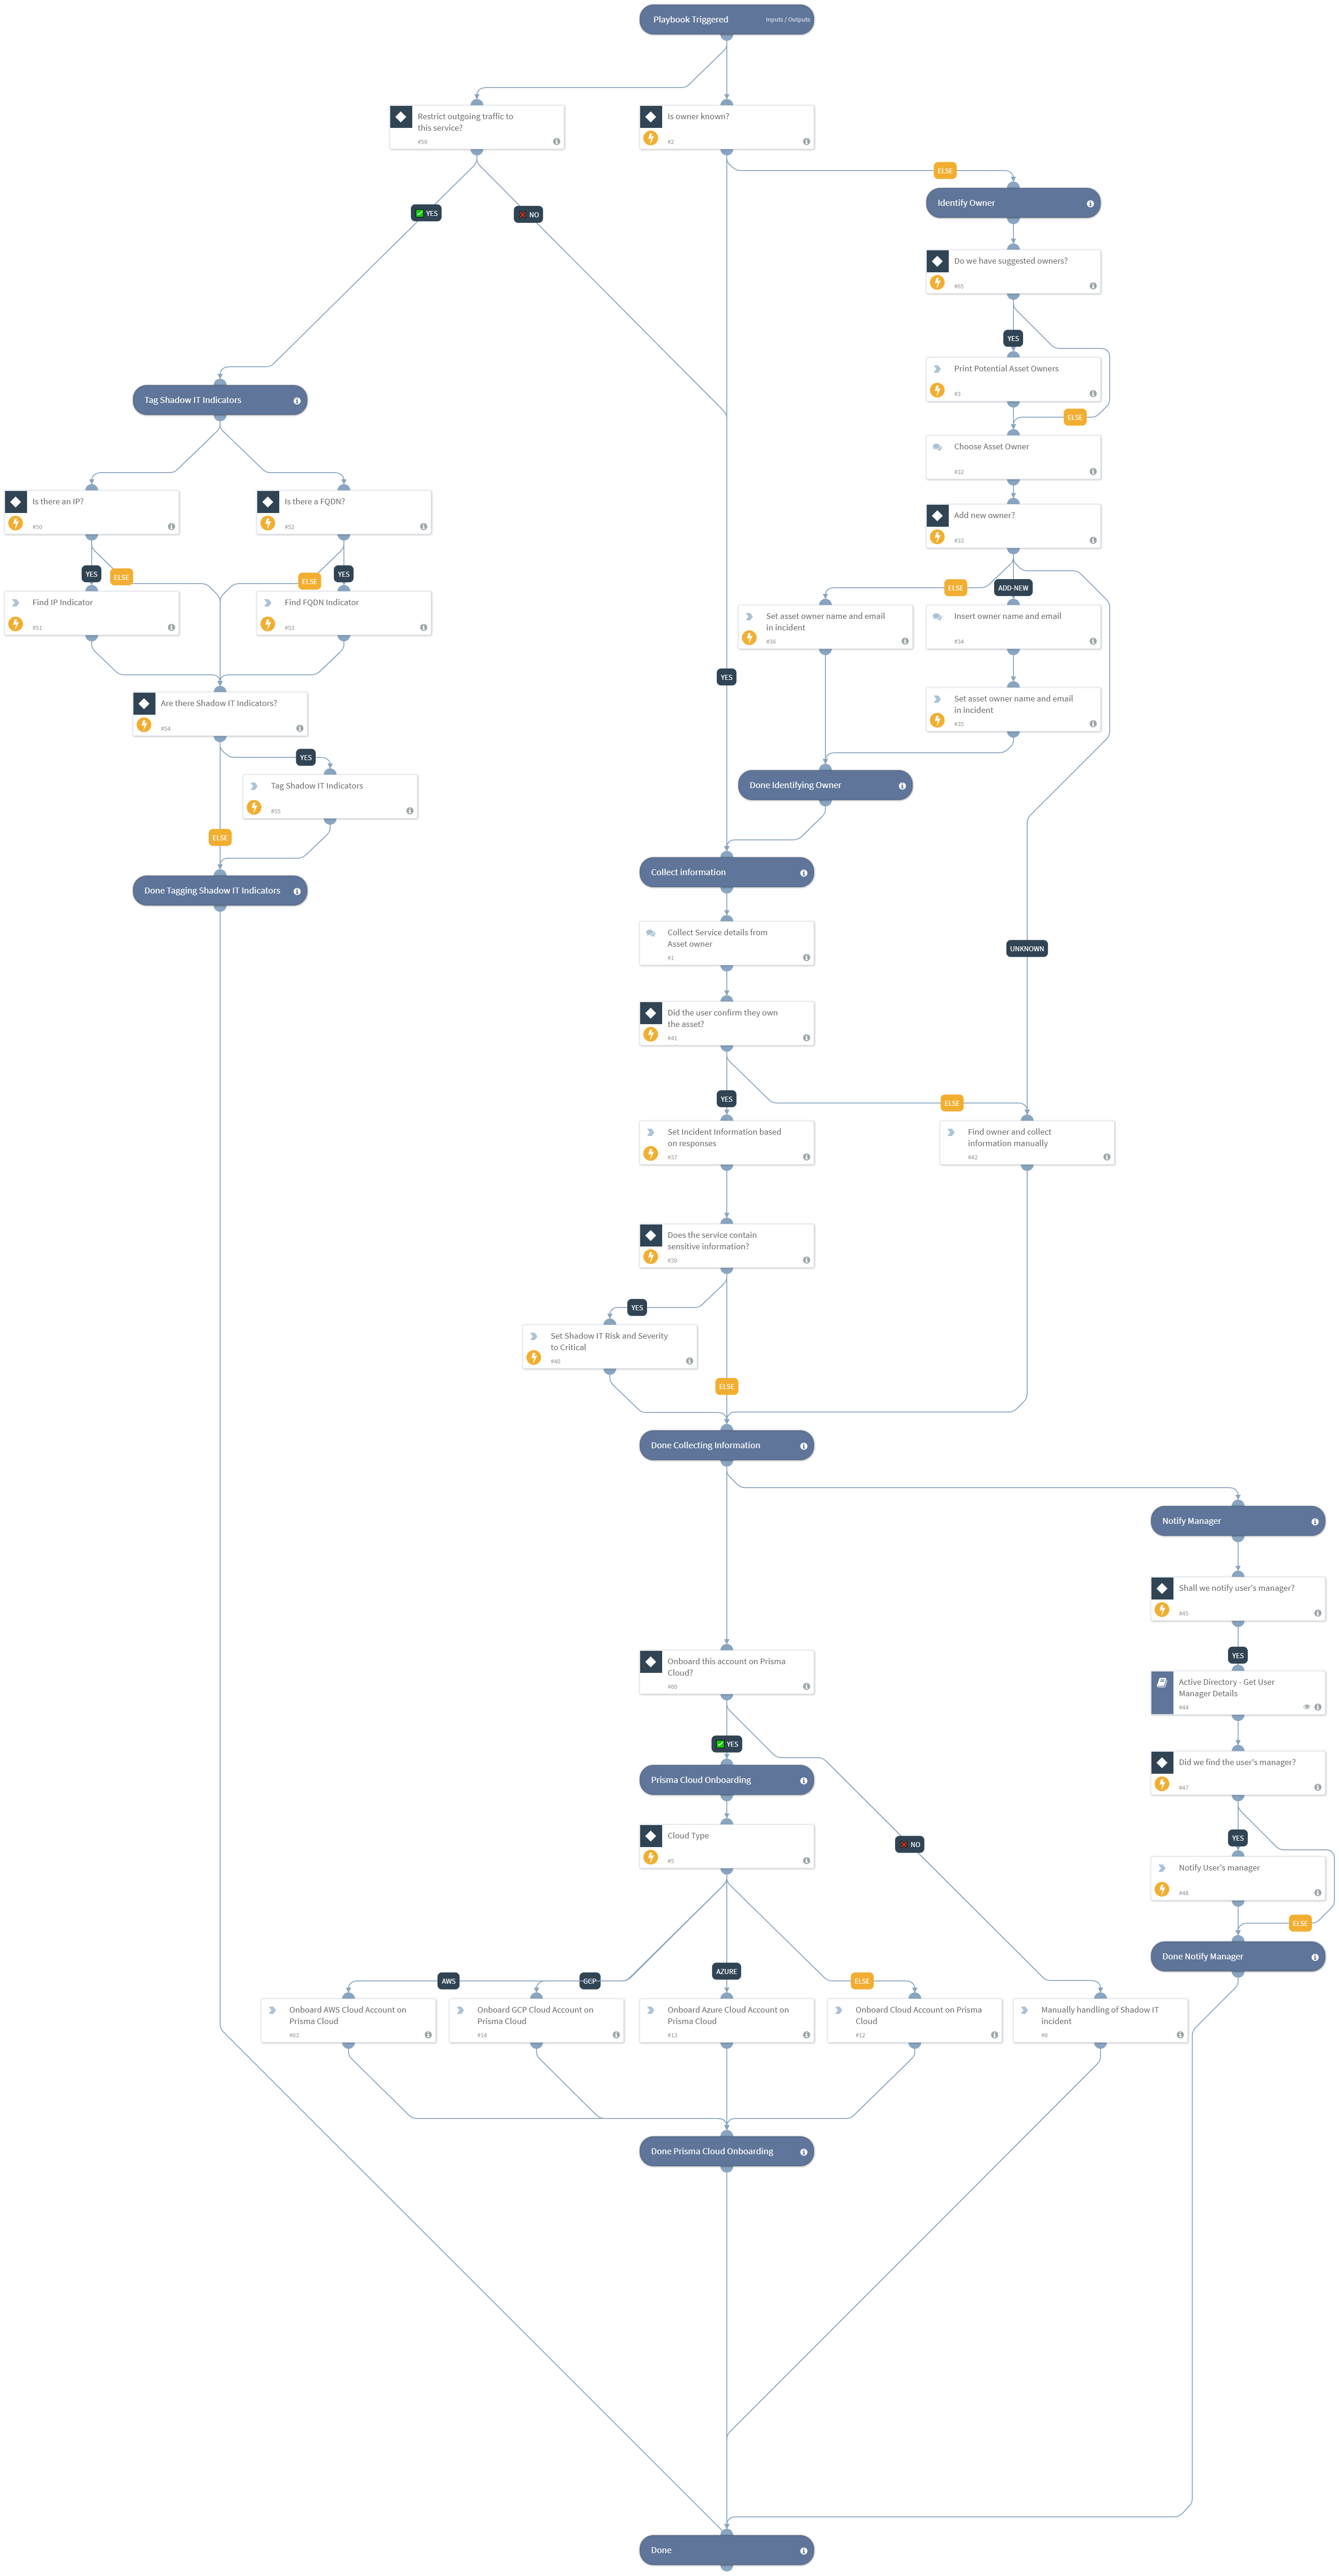 Playbook Triggered
Inputs / Outputs
Restrict outgoing traffic to
this service?
#59
Is owner known?
#2
ELSE
Identify Owner
YES
NO
Do we have suggested owners?
#65
YES
Print Potential Asset Owners
#3
ELSE
Tag Shadow IT Indicators
Choose Asset Owner
#32
Is there an IP?
#50
Is there a FQDN?
#52
Add new owner?
#33
YES
ELSE
ELSE
YES
ELSE
ADD-NEW
Find IP Indicator
#51
Find FQDN Indicator
#53
Set asset owner name and email
in incident
#36
Insert owner name and email
#34
YES
Are there Shadow IT Indicators?
#54
Set asset owner name and email
in incident
#35
YES
Tag Shadow IT Indicators
#55
Done Identifying Owner
ELSE
Collect information
Done Tagging Shadow IT Indicators
Collect Service details from
Asset owner
#1
UNKNOWN
Did the user confirm they own
the asset?
#41
YES
ELSE
Set Incident Information based
on responses
#37
Find owner and collect
information manually
#42
Does the service contain
sensitive information?
#39
YES
Set Shadow IT Risk and Severity
to Critical
#40
ELSE
Done Collecting Information
Notify Manager
Shall we notify user's manager?
#45
YES
Onboard this account on Prisma
Cloud?
#60
Active Directory - Get User
Manager Details
#44
YES
Did we find the user's manager?
#47
Prisma Cloud Onboarding
Cloud Type
#5
NO
YES
Notify User's manager
#48
ELSE
Done Notify Manager
AWS
GCP
AZURE
ELSE
Onboard AWS Cloud Account on
Prisma Cloud
#62
Onboard GCP Cloud Account on
Prisma Cloud
#14
Onboard Azure Cloud Account on
Prisma Cloud
#13
Onboard Cloud Account on Prisma
Cloud
#12
Manually handling of Shadow IT
incident
#6
Done Prisma Cloud Onboarding
Done